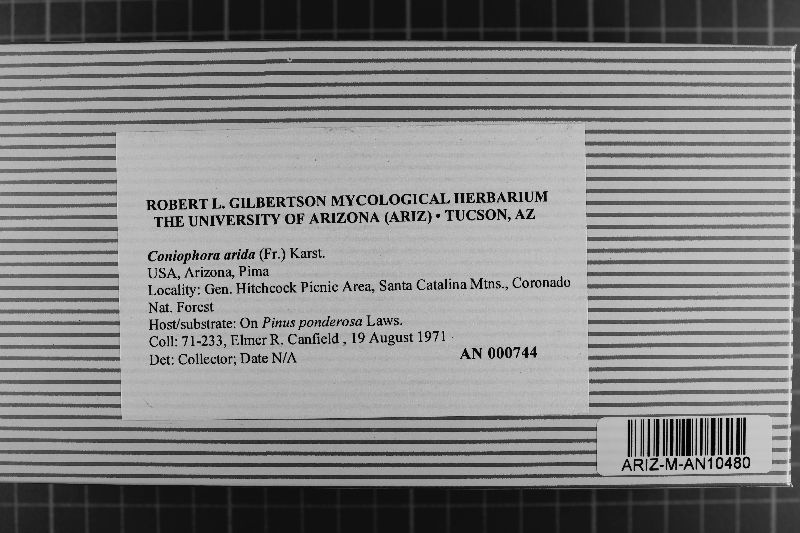 ROBERT L. GILBERTSON MYCOLOGICAL HERBARIUM
THE UNIVERSITY OF ARIZONA (ARIZ) • TUCSON, AZ
Coniophora arida (Fr.) Karst.
USA, Arizona, Pima
Locality: Gen. Hitchcock Picnic Area, Santa Catalina Mtns., Coronado
Nat. Forest
Host/substrate: On Pinus ponderosa Laws.
Coll: 71-233, Elmer R. Canfield , 19 August 1971
Det: Collector; Date N/A
AN 000744
ARIZ-M-AN10480